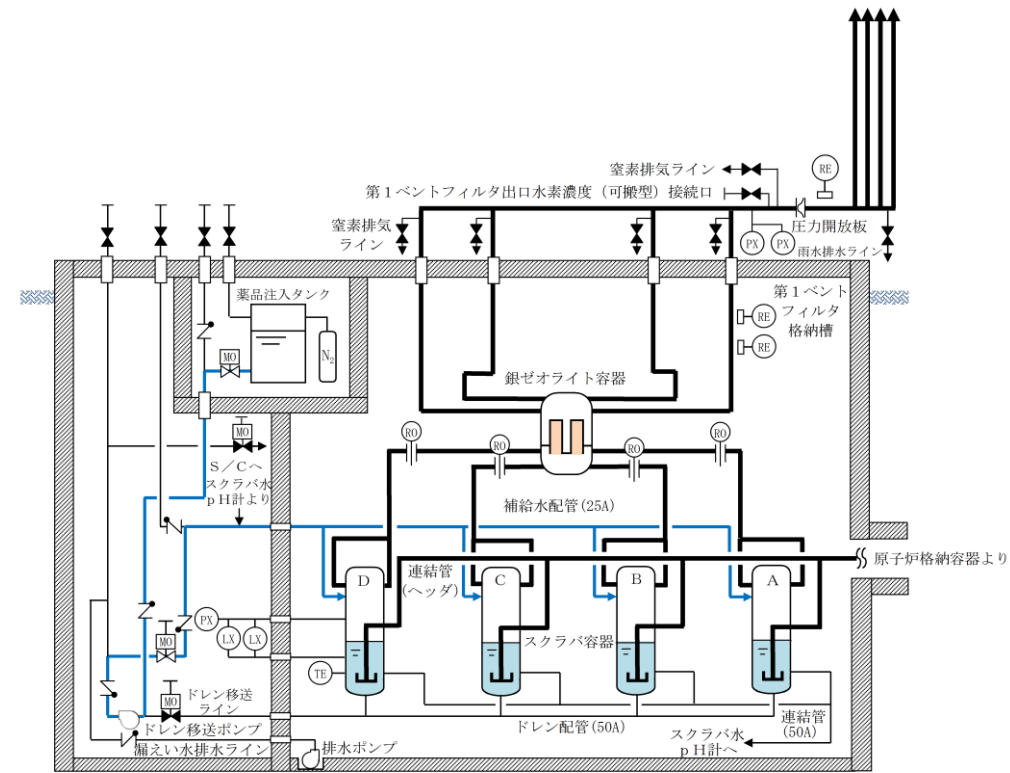 窒素排気ライン
RE
第１ベントフィルタ出口水素濃度（可搬型）接続口
圧力開放板
窒素排気
ライン
PX
PX
雨水排水ライン
薬品注入タンク
第１ベント
フィルタ
格納槽
RE
RE
N2
MO
銀ゼオライト容器
MO
RO
RO
RO
RO
Ｓ／Ｃへ
スクラバ水
ｐＨ計より
補給水配管(25A)
原子炉格納容器より
連結管
(ヘッダ)
D
C
B
A
PX
LX
LX
MO
スクラバ容器
TE
MO
ドレン移送
ライン
ドレン移送ポンプ
ドレン配管(50A)
連結管
(50A)
漏えい水排水ライン
排水ポンプ
スクラバ水
ｐＨ計へ